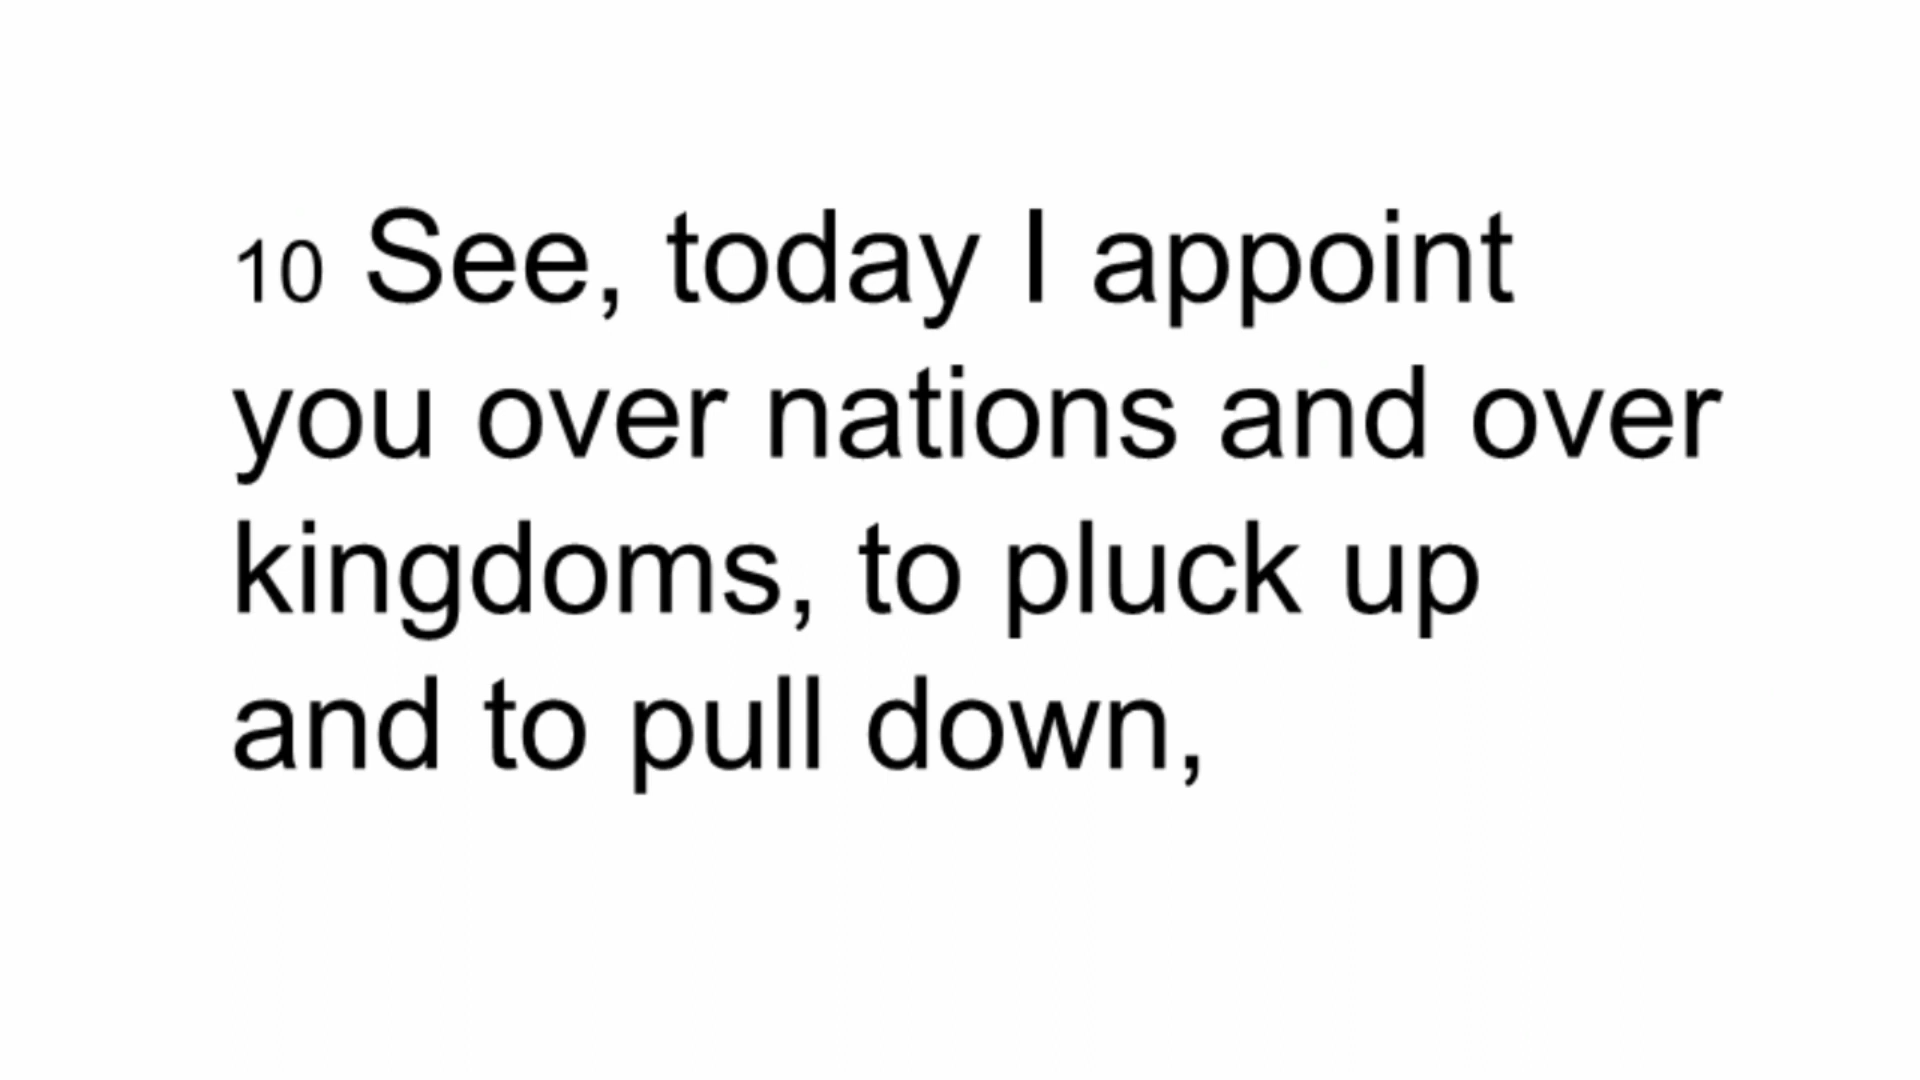 10 See, today I appoint
you over nations and over
kingdoms, to pluck up
and to pull down,